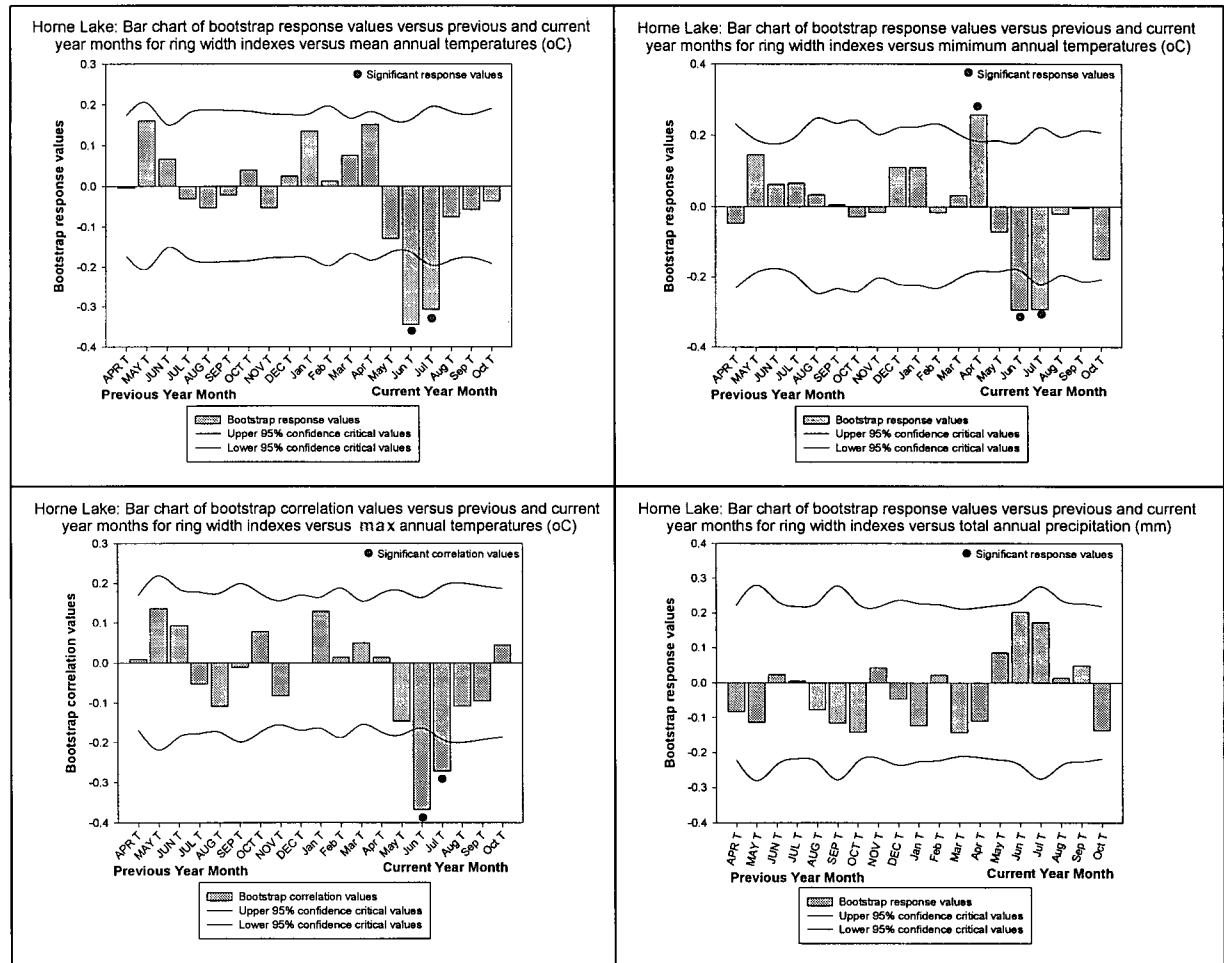 Horne Lake: Bar chart of bootstrap response values versus previous and current
year months for ring width indexes versus mean annual temperatures (oC)
Significant response values
0.3
0.2
0.1
0.0
-0.1
-0.2
-0.3
-0.4
Bootstrap response values
APR T
MAY T
JUN T
JUL T
AUG T
SEP T
OCT T
NOV T
DEC T
Jan T
Feb T
Mar T
Apr T
May T
Jun T
Jul T
Aug T
Sep T
Oct T
Previous Year Month
Current Year Month
Bootstrap response values
Upper 95% confidence critical values
Lower 95% confidence critical values
Horne Lake: Bar chart of bootstrap response values versus previous and current
year months for ring width indexes versus mimimum annual temperatures (oC)
Significant response values
0.4
0.2
0.0
-0.2
-0.4
Bootstrap response values
APR T
MAY T
JUN T
JUL T
AUG T
SEP T
OCT T
NOV T
DEC T
Jan T
Feb T
Mar T
Apr T
May T
Jun T
Jul T
Aug T
Sep T
Oct T
Previous Year Month
Current Year Month
Bootstrap response values
Upper 95% confidence critical values
Lower 95% confidence critical values
Horne Lake: Bar chart of bootstrap correlation values versus previous and current
year months for ring width indexes versus max annual temperatures (oC)
Significant correlation values
0.3
0.2
0.1
0.0
-0.1
-0.2
-0.3
-0.4
Bootstrap correlation values
APR T
MAY T
JUN T
JUL T
AUG T
SEP T
OCT T
NOV T
DEC T
Jan T
Feb T
Mar T
Apr T
May T
Jun T
Jul T
Aug T
Sep T
Oct T
Previous Year Month
Current Year Month
Bootstrap correlation values
Upper 95% confidence critical values
Lower 95% confidence critical values
Horne Lake: Bar chart of bootstrap response values versus previous and current
year months for ring width indexes versus total annual precipitation (mm)
Significant response values
0.4
0.3
0.2
0.1
0.0
-0.1
-0.2
-0.3
-0.4
Bootstrap response values
APR T
MAY T
JUN T
JUL T
AUG T
SEP T
OCT T
NOV T
DEC T
Jan T
Feb T
Mar T
Apr T
May T
Jun T
Jul T
Aug T
Sep T
Oct T
Previous Year Month
Current Year Month
Bootstrap response values
Upper 95% confidence critical values
Lower 95% confidence critical values